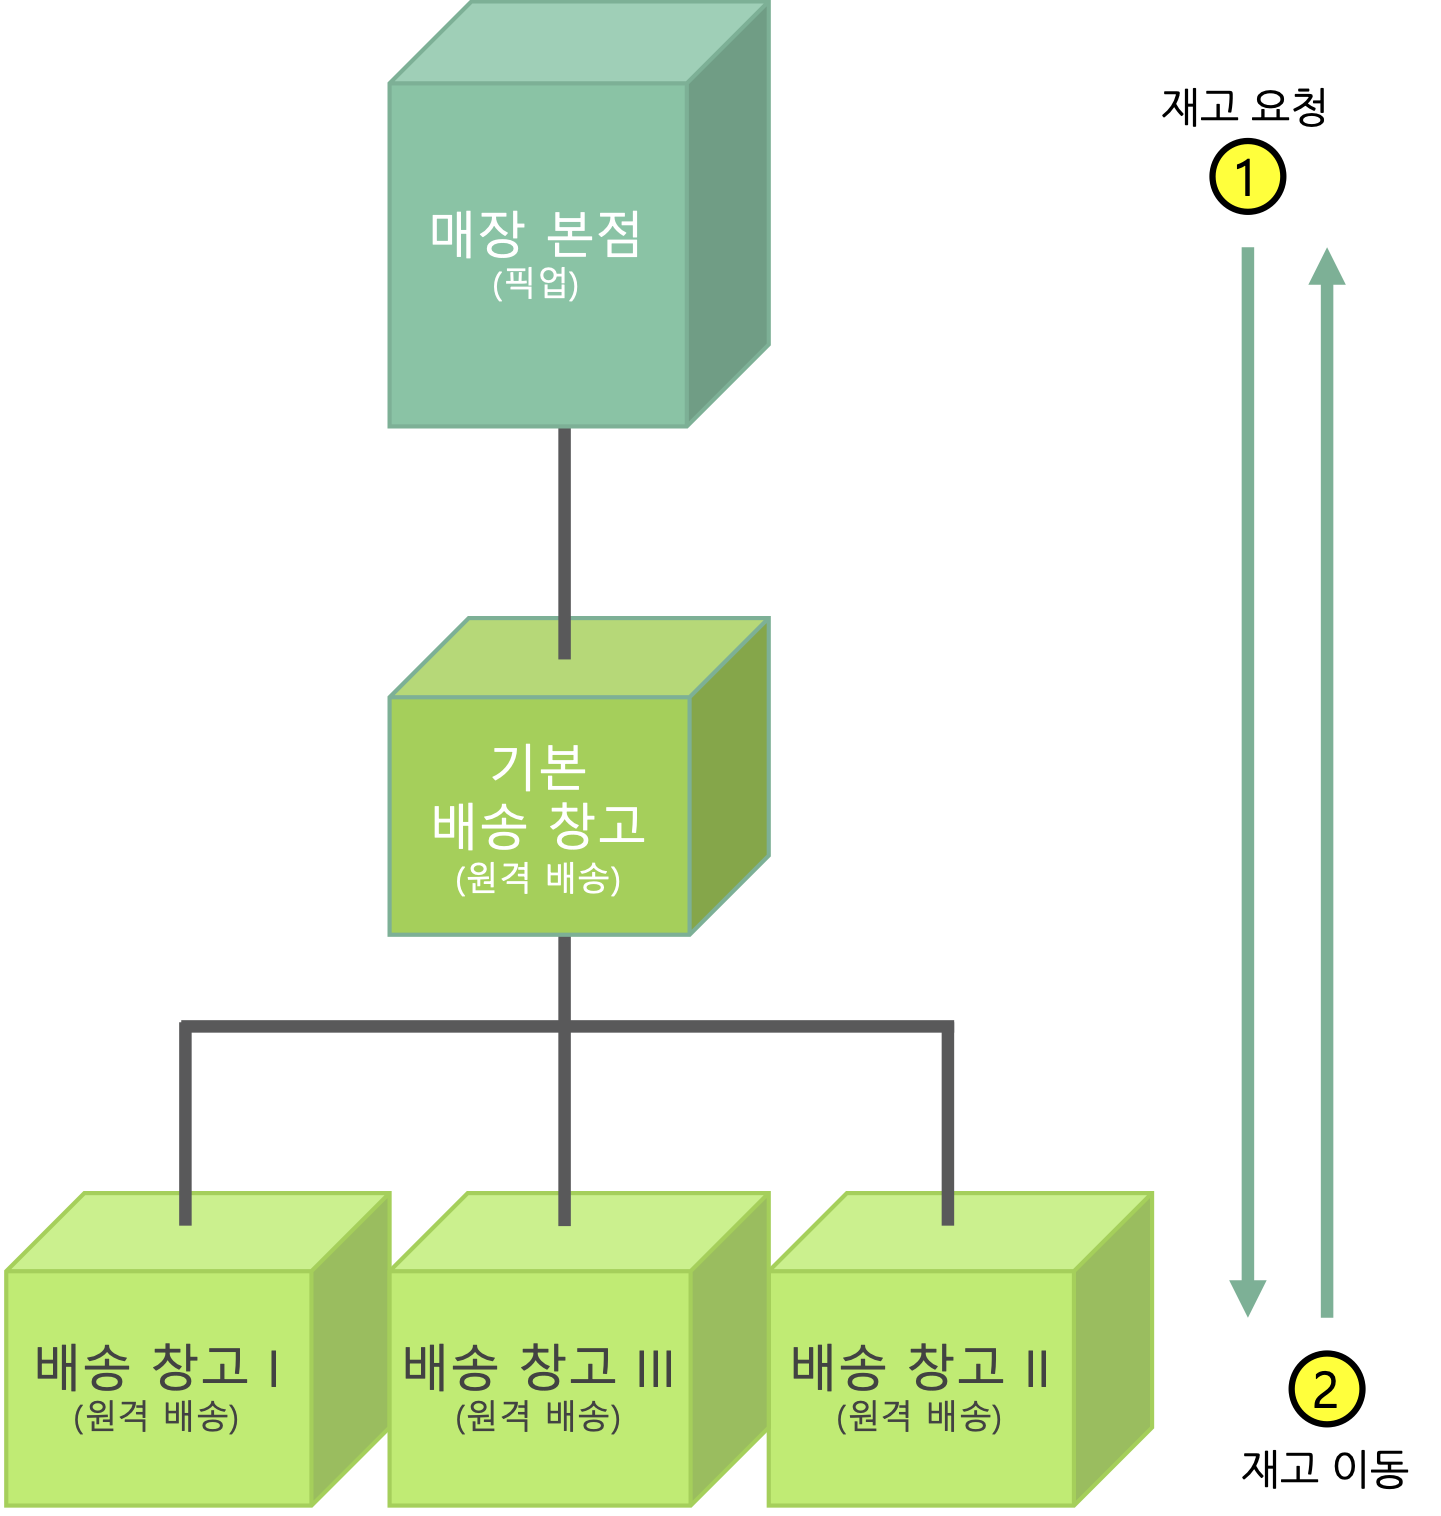 재고 요청
1
매장 본점
(픽업)
기본
배송 창고
(원격 배송)
배송 창고 I
(원격 배송)
배송 창고 III
(원격 배송)
배송 창고 II
(원격 배송)
2
재고 이동